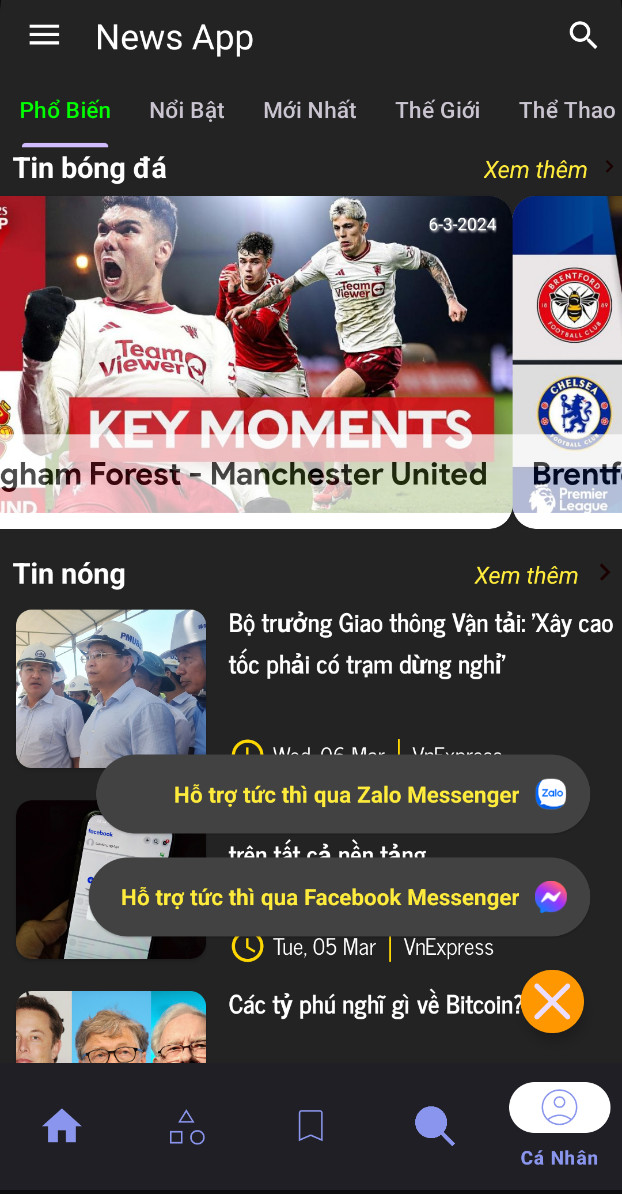 News App
Phổ Biến
Nổi Bật
Mới Nhất
Thế Giới
Thể Thao
Tin bóng đá
Xem thêm
6-3-2024
Team
Viewer
Team
Viewer
BRENTFORD
FOOTBALL CLUB
CHELSEA
FOOTBALL CLUB
KEY MOMENTS
gham Forest - Manchester United
Brentf
Premier
League
Tin nóng
Xem thêm
PMU
Bộ trưởng Giao thông Vận tải: 'Xây cao
tốc phải có trạm dừng nghỉ'
Wed, 06 Mar
VnExpress
Hỗ trợ tức thì qua Zalo Messenger
Zalo
facebook
trên tất cả nền tảng
Hỗ trợ tức thì qua Facebook Messenger
Tue, 05 Mar
VnExpress
Các tỷ phú nghĩ gì về Bitcoin?
Cá Nhân